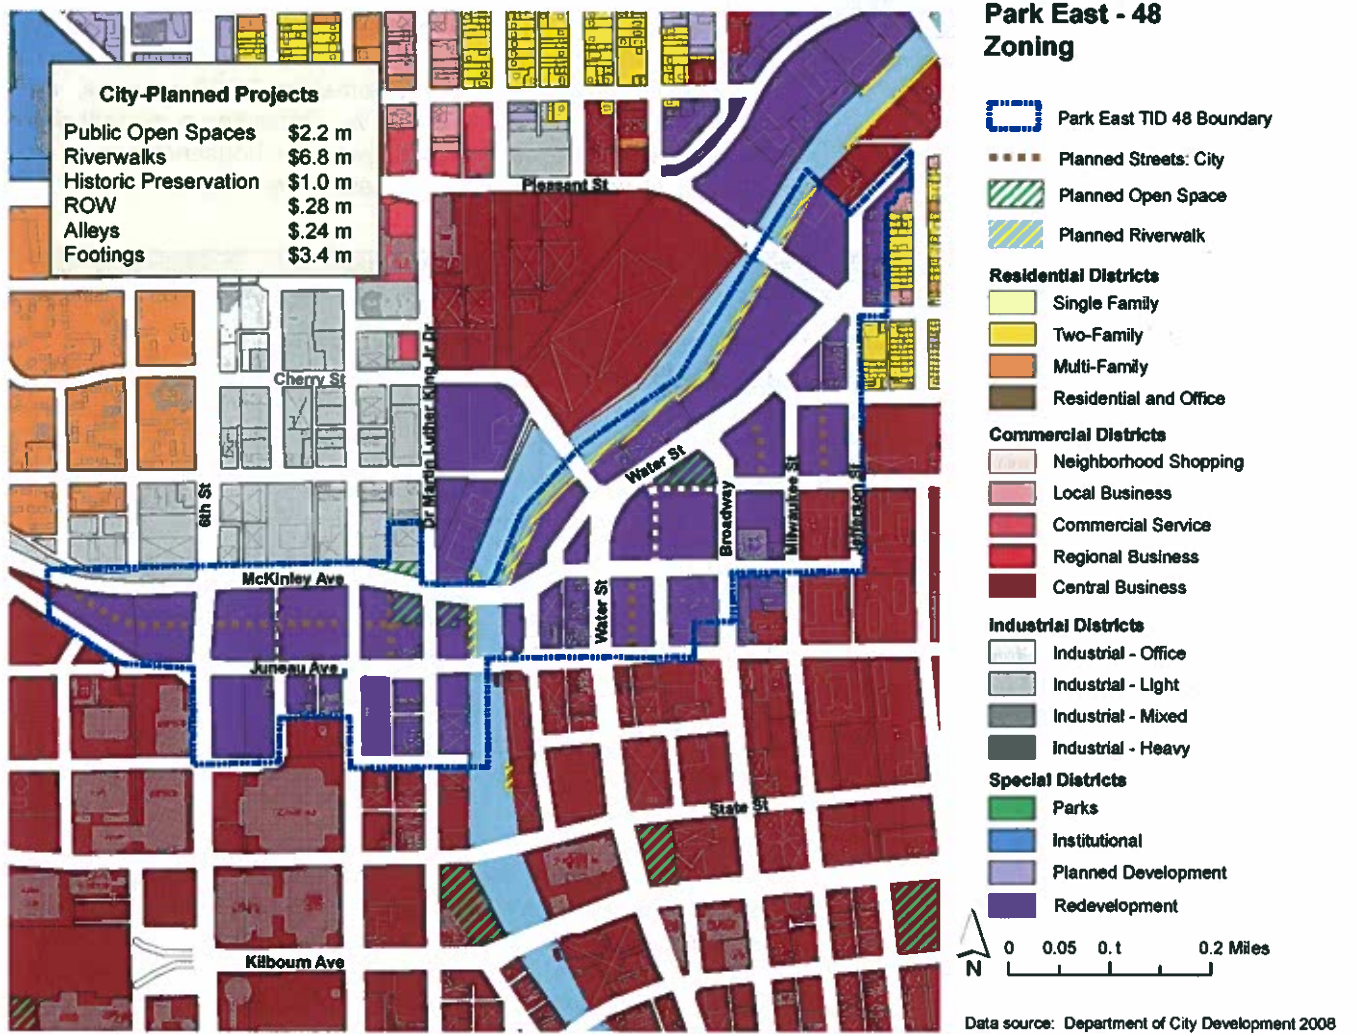 Park East - 48
Zoning
City-Planned Projects
Public Open Spaces $2.2 m
Riverwalks $6.8 m
Historic Preservation $1.0 m
ROW $.28 m
Alleys $.24 m
Footings $3.4 m
Park East TID 48 Boundary
Planned Streets: City
Planned Open Space
Planned Riverwalk
Residential Districts
Single Family
Two-Family
Multi-Family
Residential and Office
Commercial Districts
Neighborhood Shopping
Local Business
Commercial Service
Regional Business
Central Business
Industrial Districts
Industrial - Office
Industrial - Light
Industrial - Mixed
Industrial - Heavy
Special Districts
Parks
Institutional
Planned Development
Redevelopment
N
0 0.05 0.1 0.2 Miles
Data source: Department of City Development 2008
Pleasant St
Cherry St
Dr Martin Luther King Jr Dr
6th St
Water St
Broadway
Milwaukee St
Jefferson St
McKinley Ave
Water St
Juneau Ave
State St
Kilbourn Ave